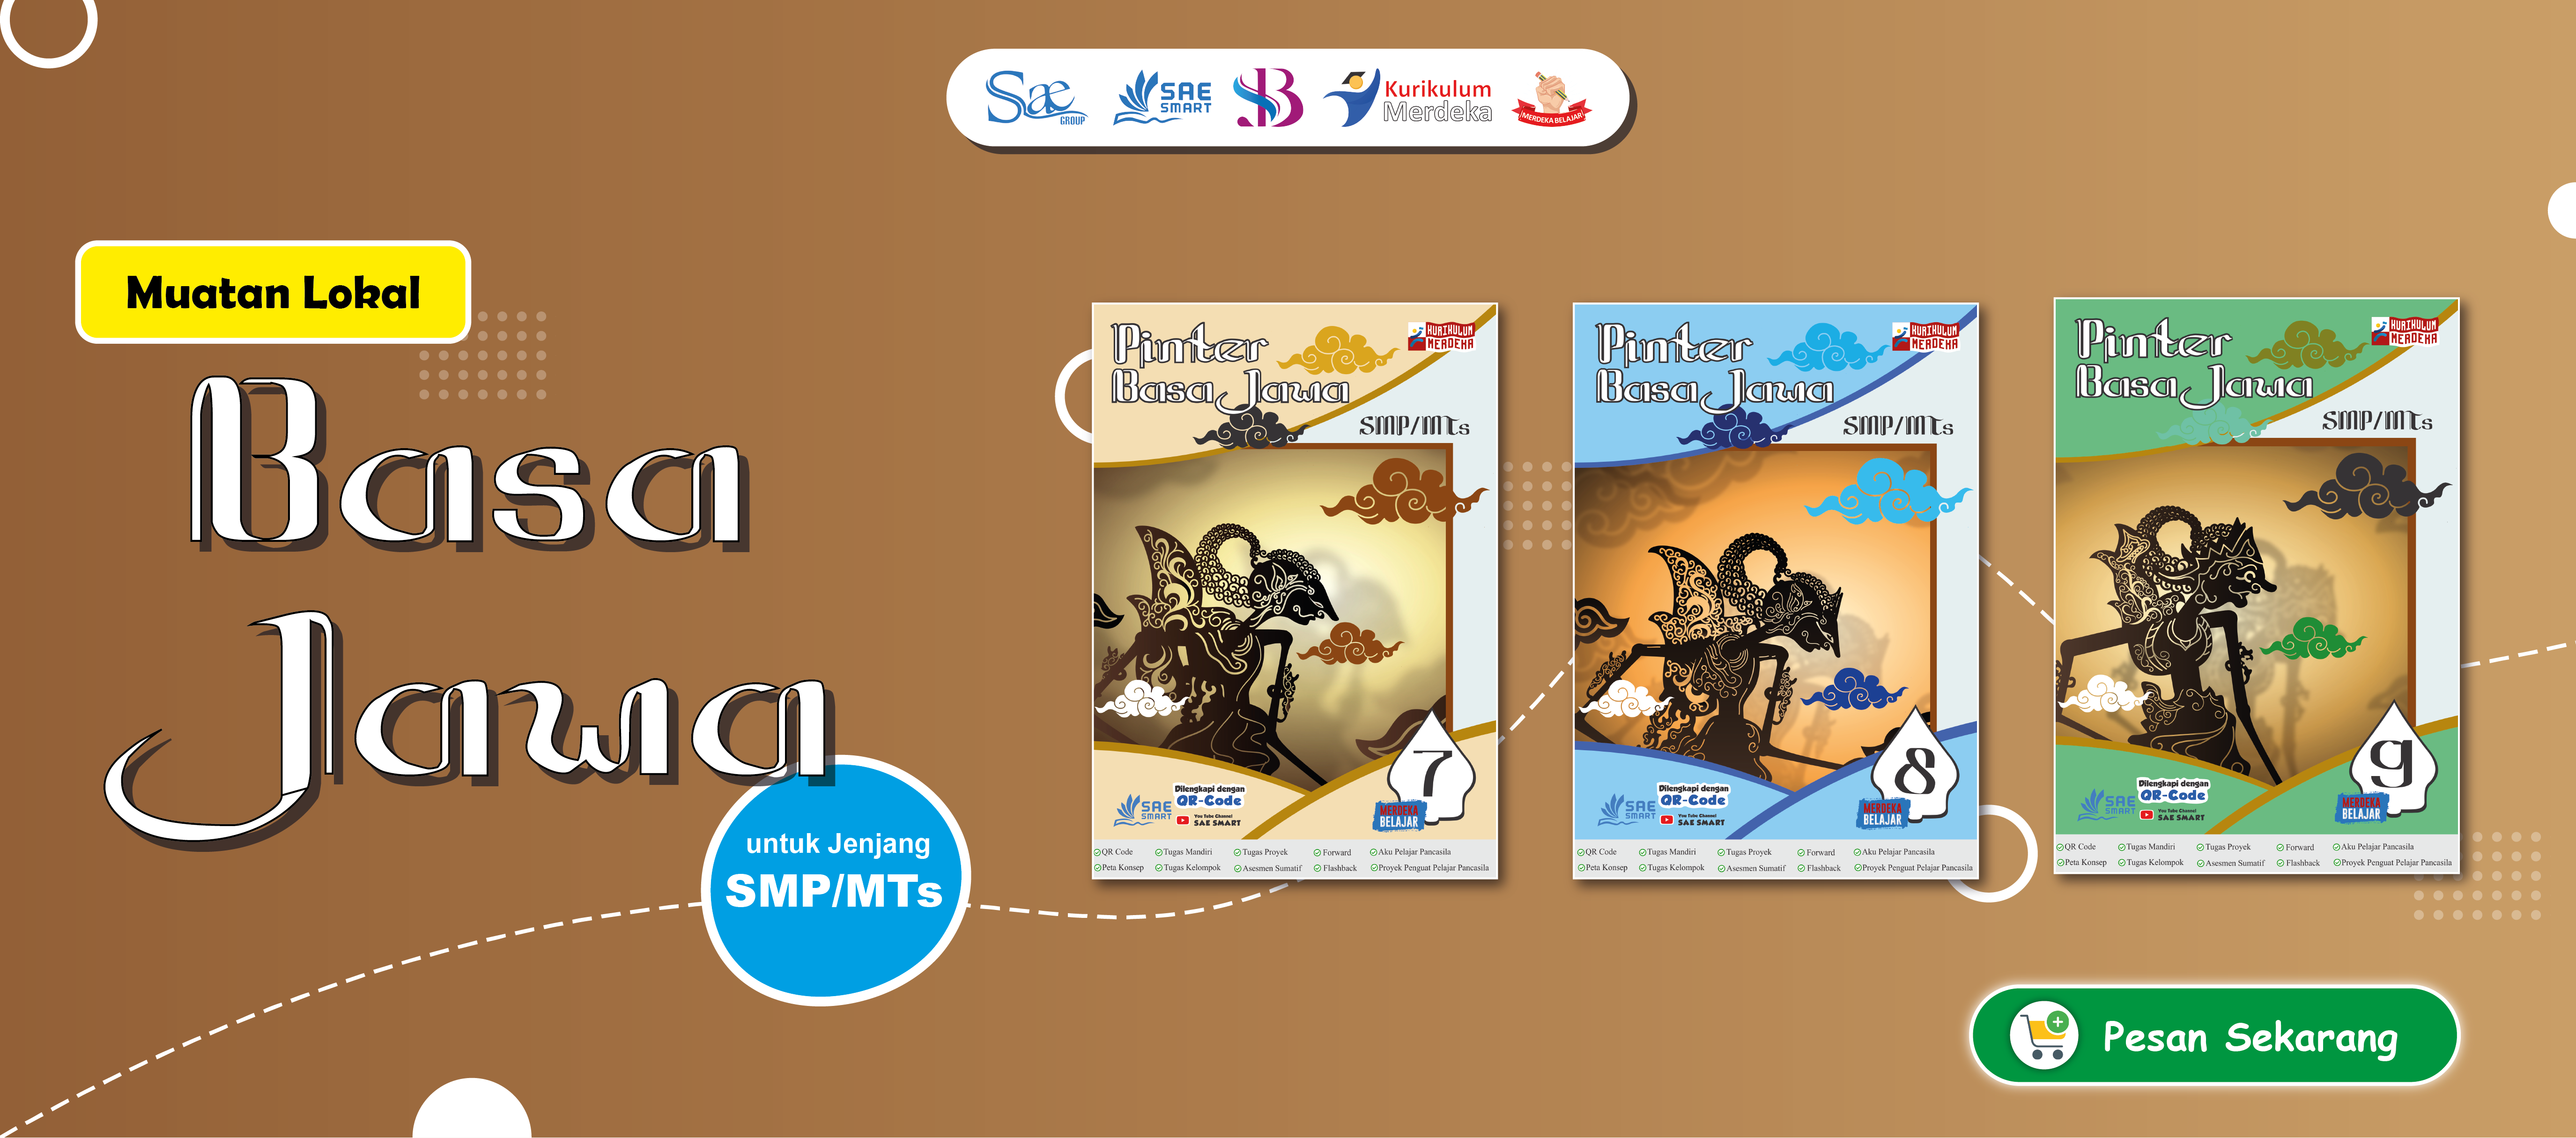 Sae
GROUP
SAE
SMART
SB
Kurikulum
Merdeka
MERDEKA BELAJAR
Muatan Lokal
Basa
Jawa
untuk Jenjang
SMP/MTs
Pinter
Basa Jawa
KURIKULUM
MERDEKA
SMP/MTs
7
SAE
SMART
Dilengkapi dengan
QR-Code
You Tube Channel
SAE SMART
MERDEKA
BELAJAR
QR Code Tugas Mandiri Tugas Proyek Forward Aku Pelajar Pancasila
Peta Konsep Tugas Kelompok Asesmen Sumatif Flashback Proyek Penguat Pelajar Pancasila
Pinter
Basa Jawa
KURIKULUM
MERDEKA
SMP/MTs
8
SAE
SMART
Dilengkapi dengan
QR-Code
You Tube Channel
SAE SMART
MERDEKA
BELAJAR
QR Code Tugas Mandiri Tugas Proyek Forward Aku Pelajar Pancasila
Peta Konsep Tugas Kelompok Asesmen Sumatif Flashback Proyek Penguat Pelajar Pancasila
Pinter
Basa Jawa
KURIKULUM
MERDEKA
SMP/MTs
9
SAE
SMART
Dilengkapi dengan
QR-Code
You Tube Channel
SAE SMART
MERDEKA
BELAJAR
QR Code Tugas Mandiri Tugas Proyek Forward Aku Pelajar Pancasila
Peta Konsep Tugas Kelompok Asesmen Sumatif Flashback Proyek Penguat Pelajar Pancasila
Pesan Sekarang